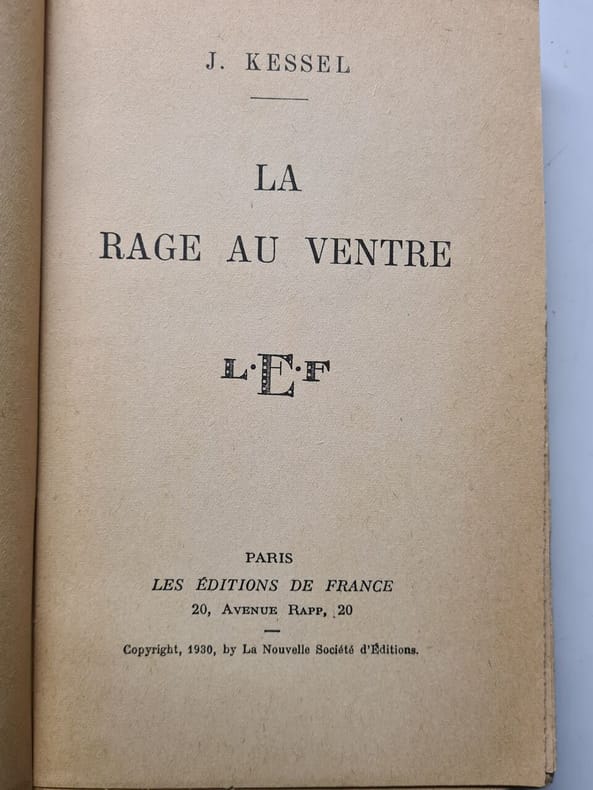 J. KESSEL
LA
RAGE AU VENTRE
L·E·F
PARIS
LES ÉDITIONS DE FRANCE
20, AVENUE RAPP, 20
Copyright, 1930, by La Nouvelle Société d'Éditions.